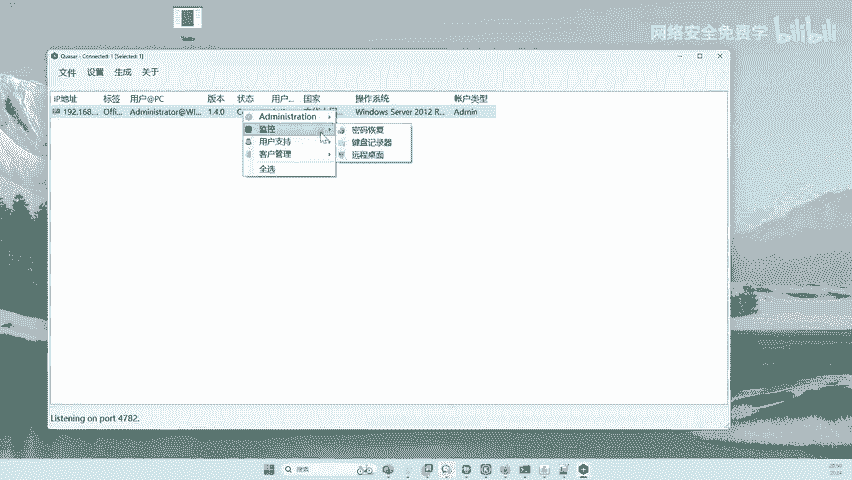 网络安全免费学 bilibili
Quasar - Connected: 1 [Selected: 1]
文件 设置 生成 关于
IP地址 标签 用户@PC 版本 状态 用户... 国家 操作系统 帐户类型
192.168... Offi... Administrator@WI... 1.4.0 Windows Server 2012 R... Admin
Administration
监控
用户支持
客户管理
全选
密码恢复
键盘记录器
远程桌面
Listening on port 4782.
搜索